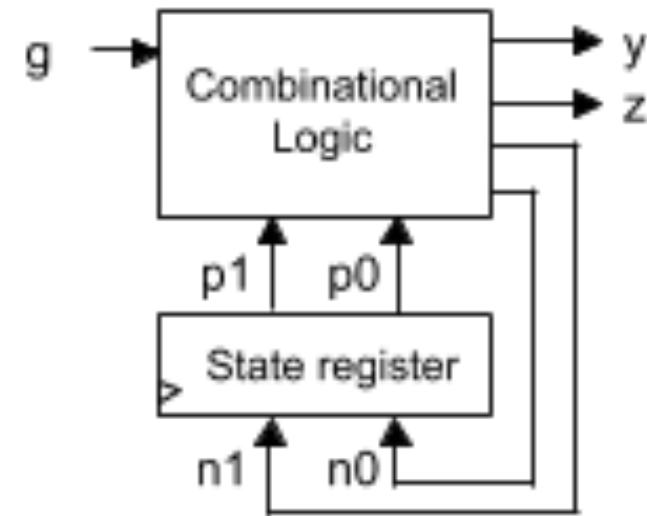 g
Combinational
Logic
y
z
p1 p0
State register
n1 n0